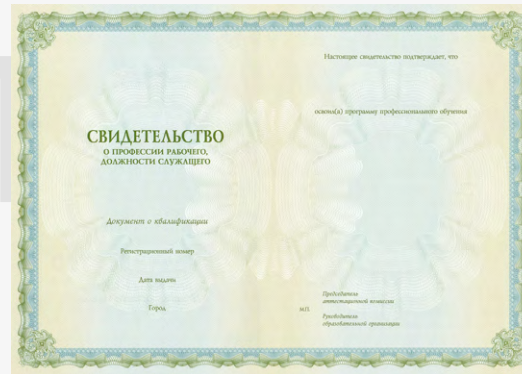 СВИДЕТЕЛЬСТВО
О ПРОФЕССИИ РАБОЧЕГО,
ДОЛЖНОСТИ СЛУЖАЩЕГО
Документ о квалификации
Регистрационный номер
Дата выдачи
Город
Настоящее свидетельство подтверждает, что
освоил(а) программу профессионального обучения
М.П.
Председатель
аттестационной комиссии
Руководитель
образовательной организации